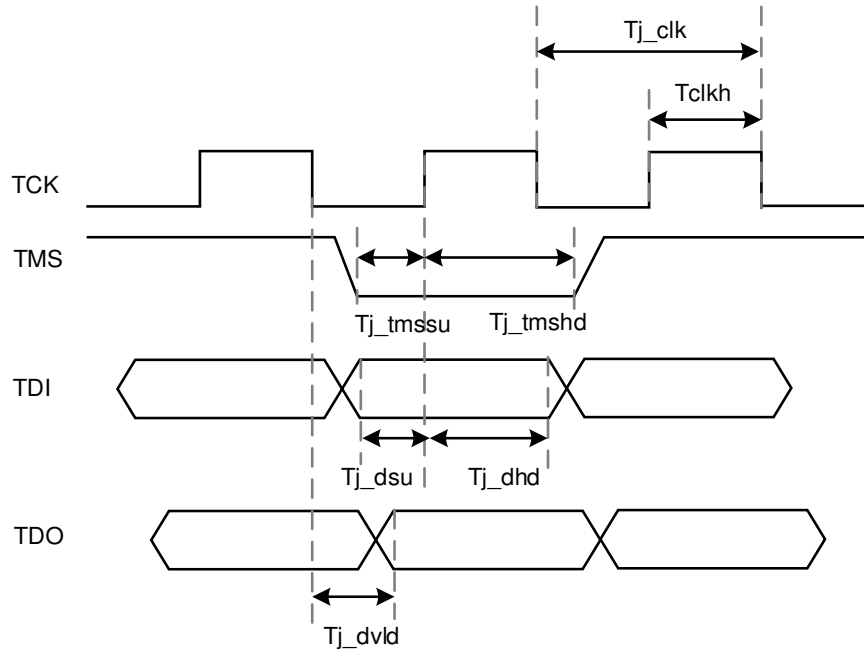 Tj_clk
Tclkh
TCK
TMS
Tj_tmssu
Tj_tmshd
TDI
Tj_dsu
Tj_dhd
TDO
Tj_dvld